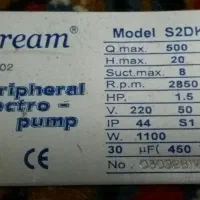 ream®
Model S2DK
Q.max. 500
H.max. 20
02
Suct.max. 8
R.p.m. 2850
ripheral
HP. 1.5
ctro-
V. 220 50
pump
IP 44 S1
W. 1100
CE
30 µF( 450
No